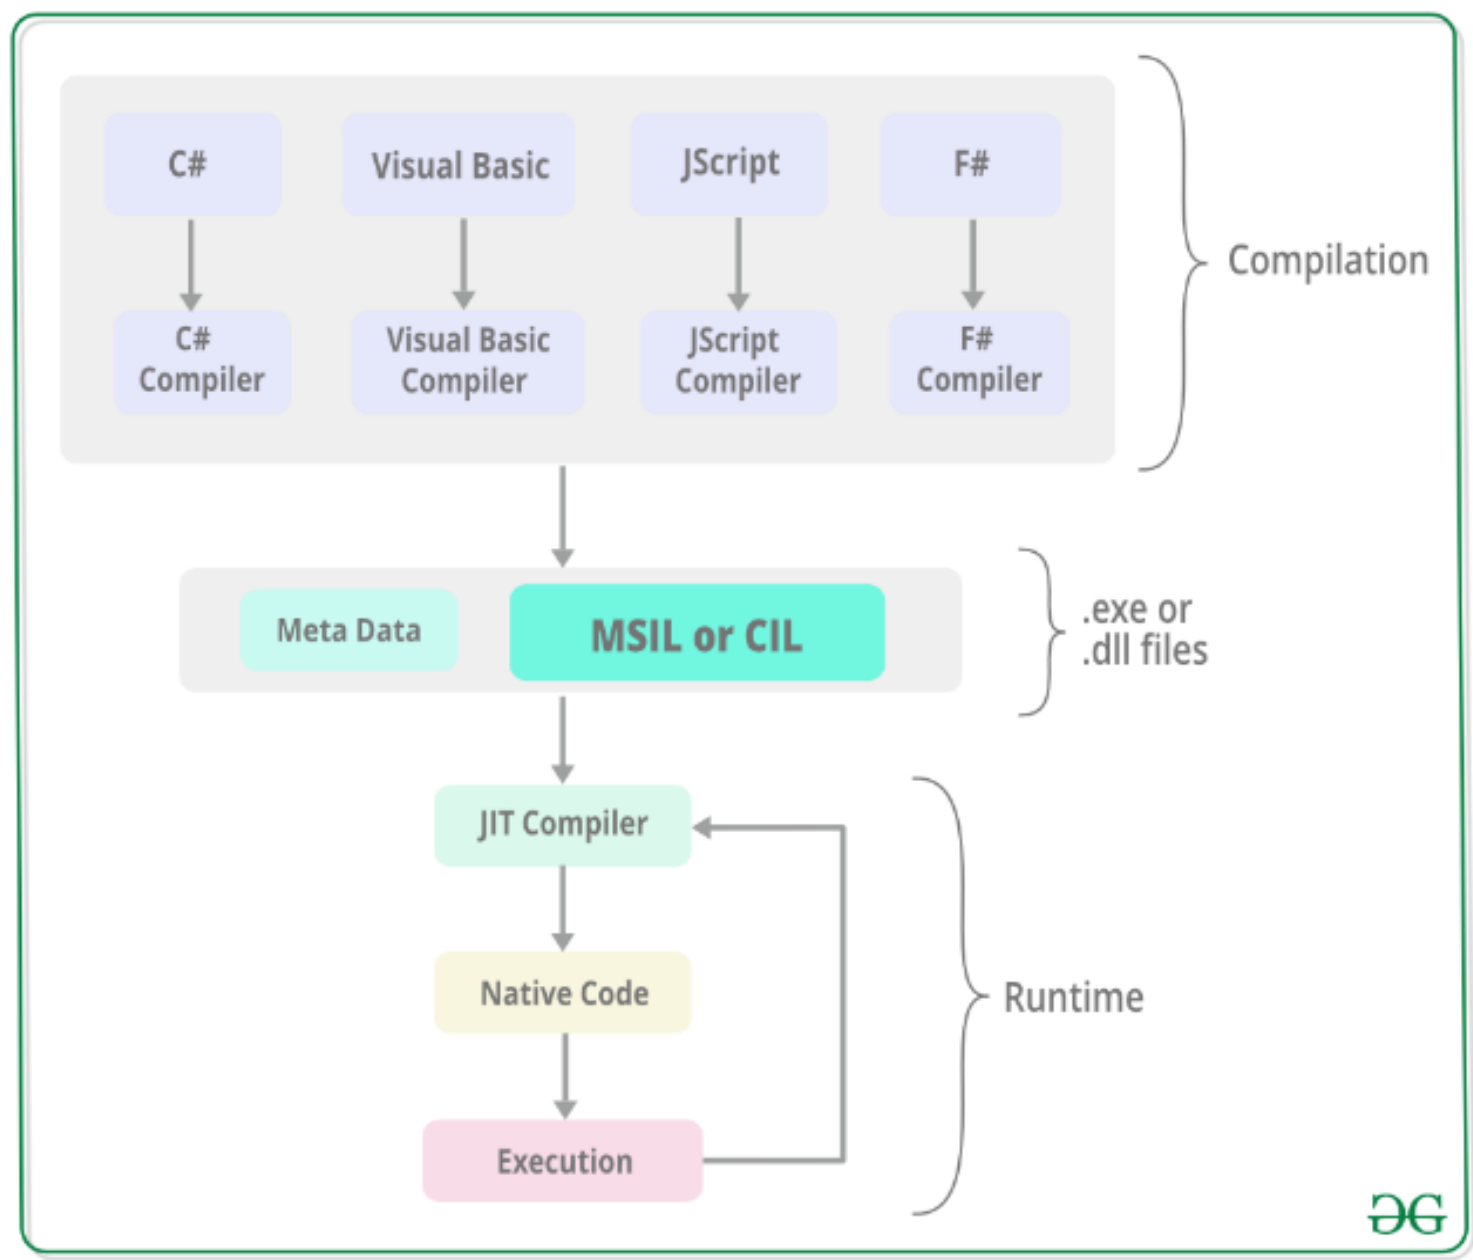 C#
Visual Basic
JScript
F#
C#
Compiler
Visual Basic
Compiler
JScript
Compiler
F#
Compiler
Compilation
Meta Data
MSIL or CIL
.exe or
.dll files
JIT Compiler
Native Code
Execution
Runtime